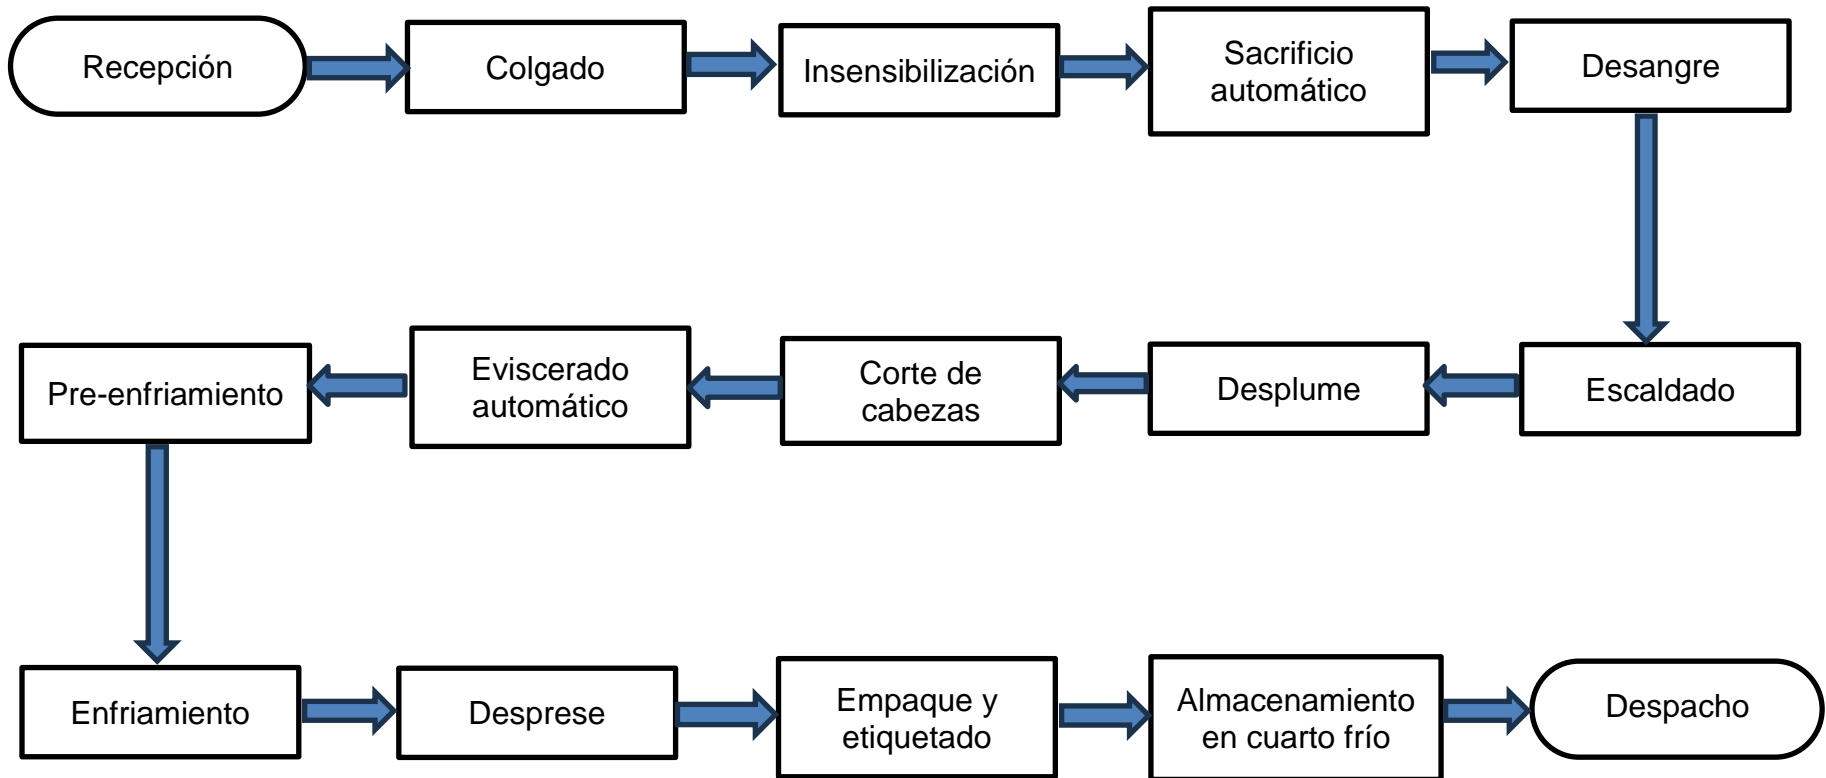 Recepción
Colgado
Insensibilización
Sacrificio
automático
Desangre
Escaldado
Desplume
Corte de
cabezas
Eviscerado
automático
Pre-enfriamiento
Enfriamiento
Desprese
Empaque y
etiquetado
Almacenamiento
en cuarto frío
Despacho